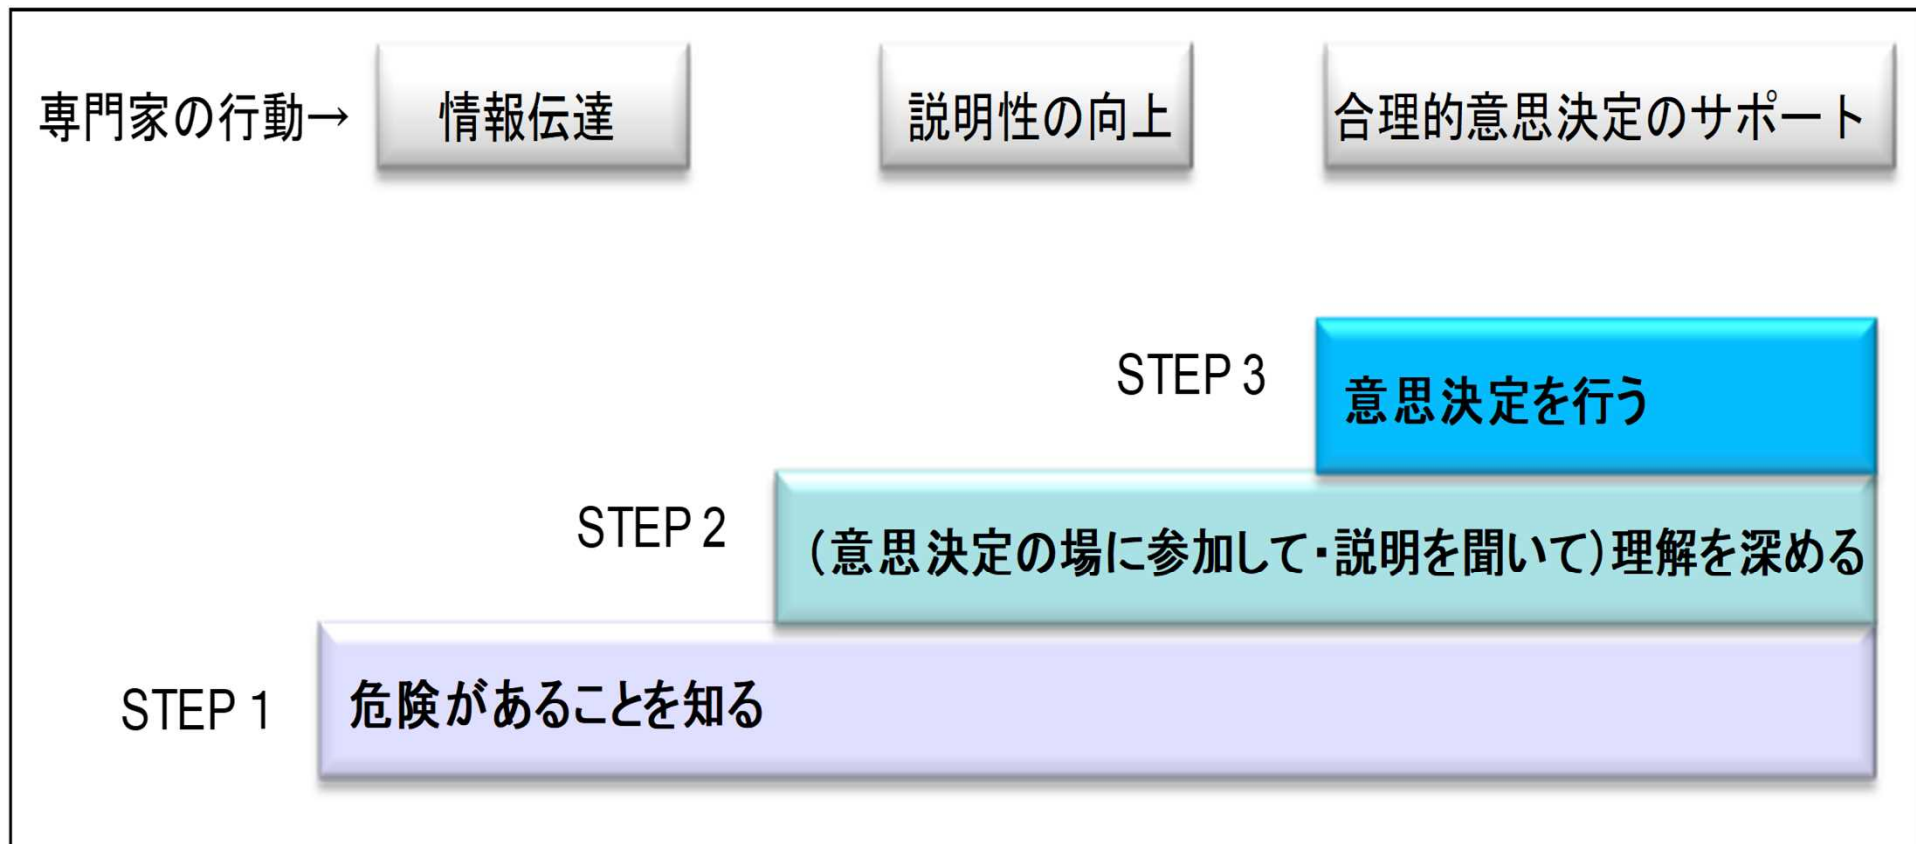 専門家の行動→ 情報伝達 説明性の向上 合理的意思決定のサポート
STEP 3 意思決定を行う
STEP 2 （意思決定の場に参加して・説明を聞いて）理解を深める
STEP 1 危険があることを知る